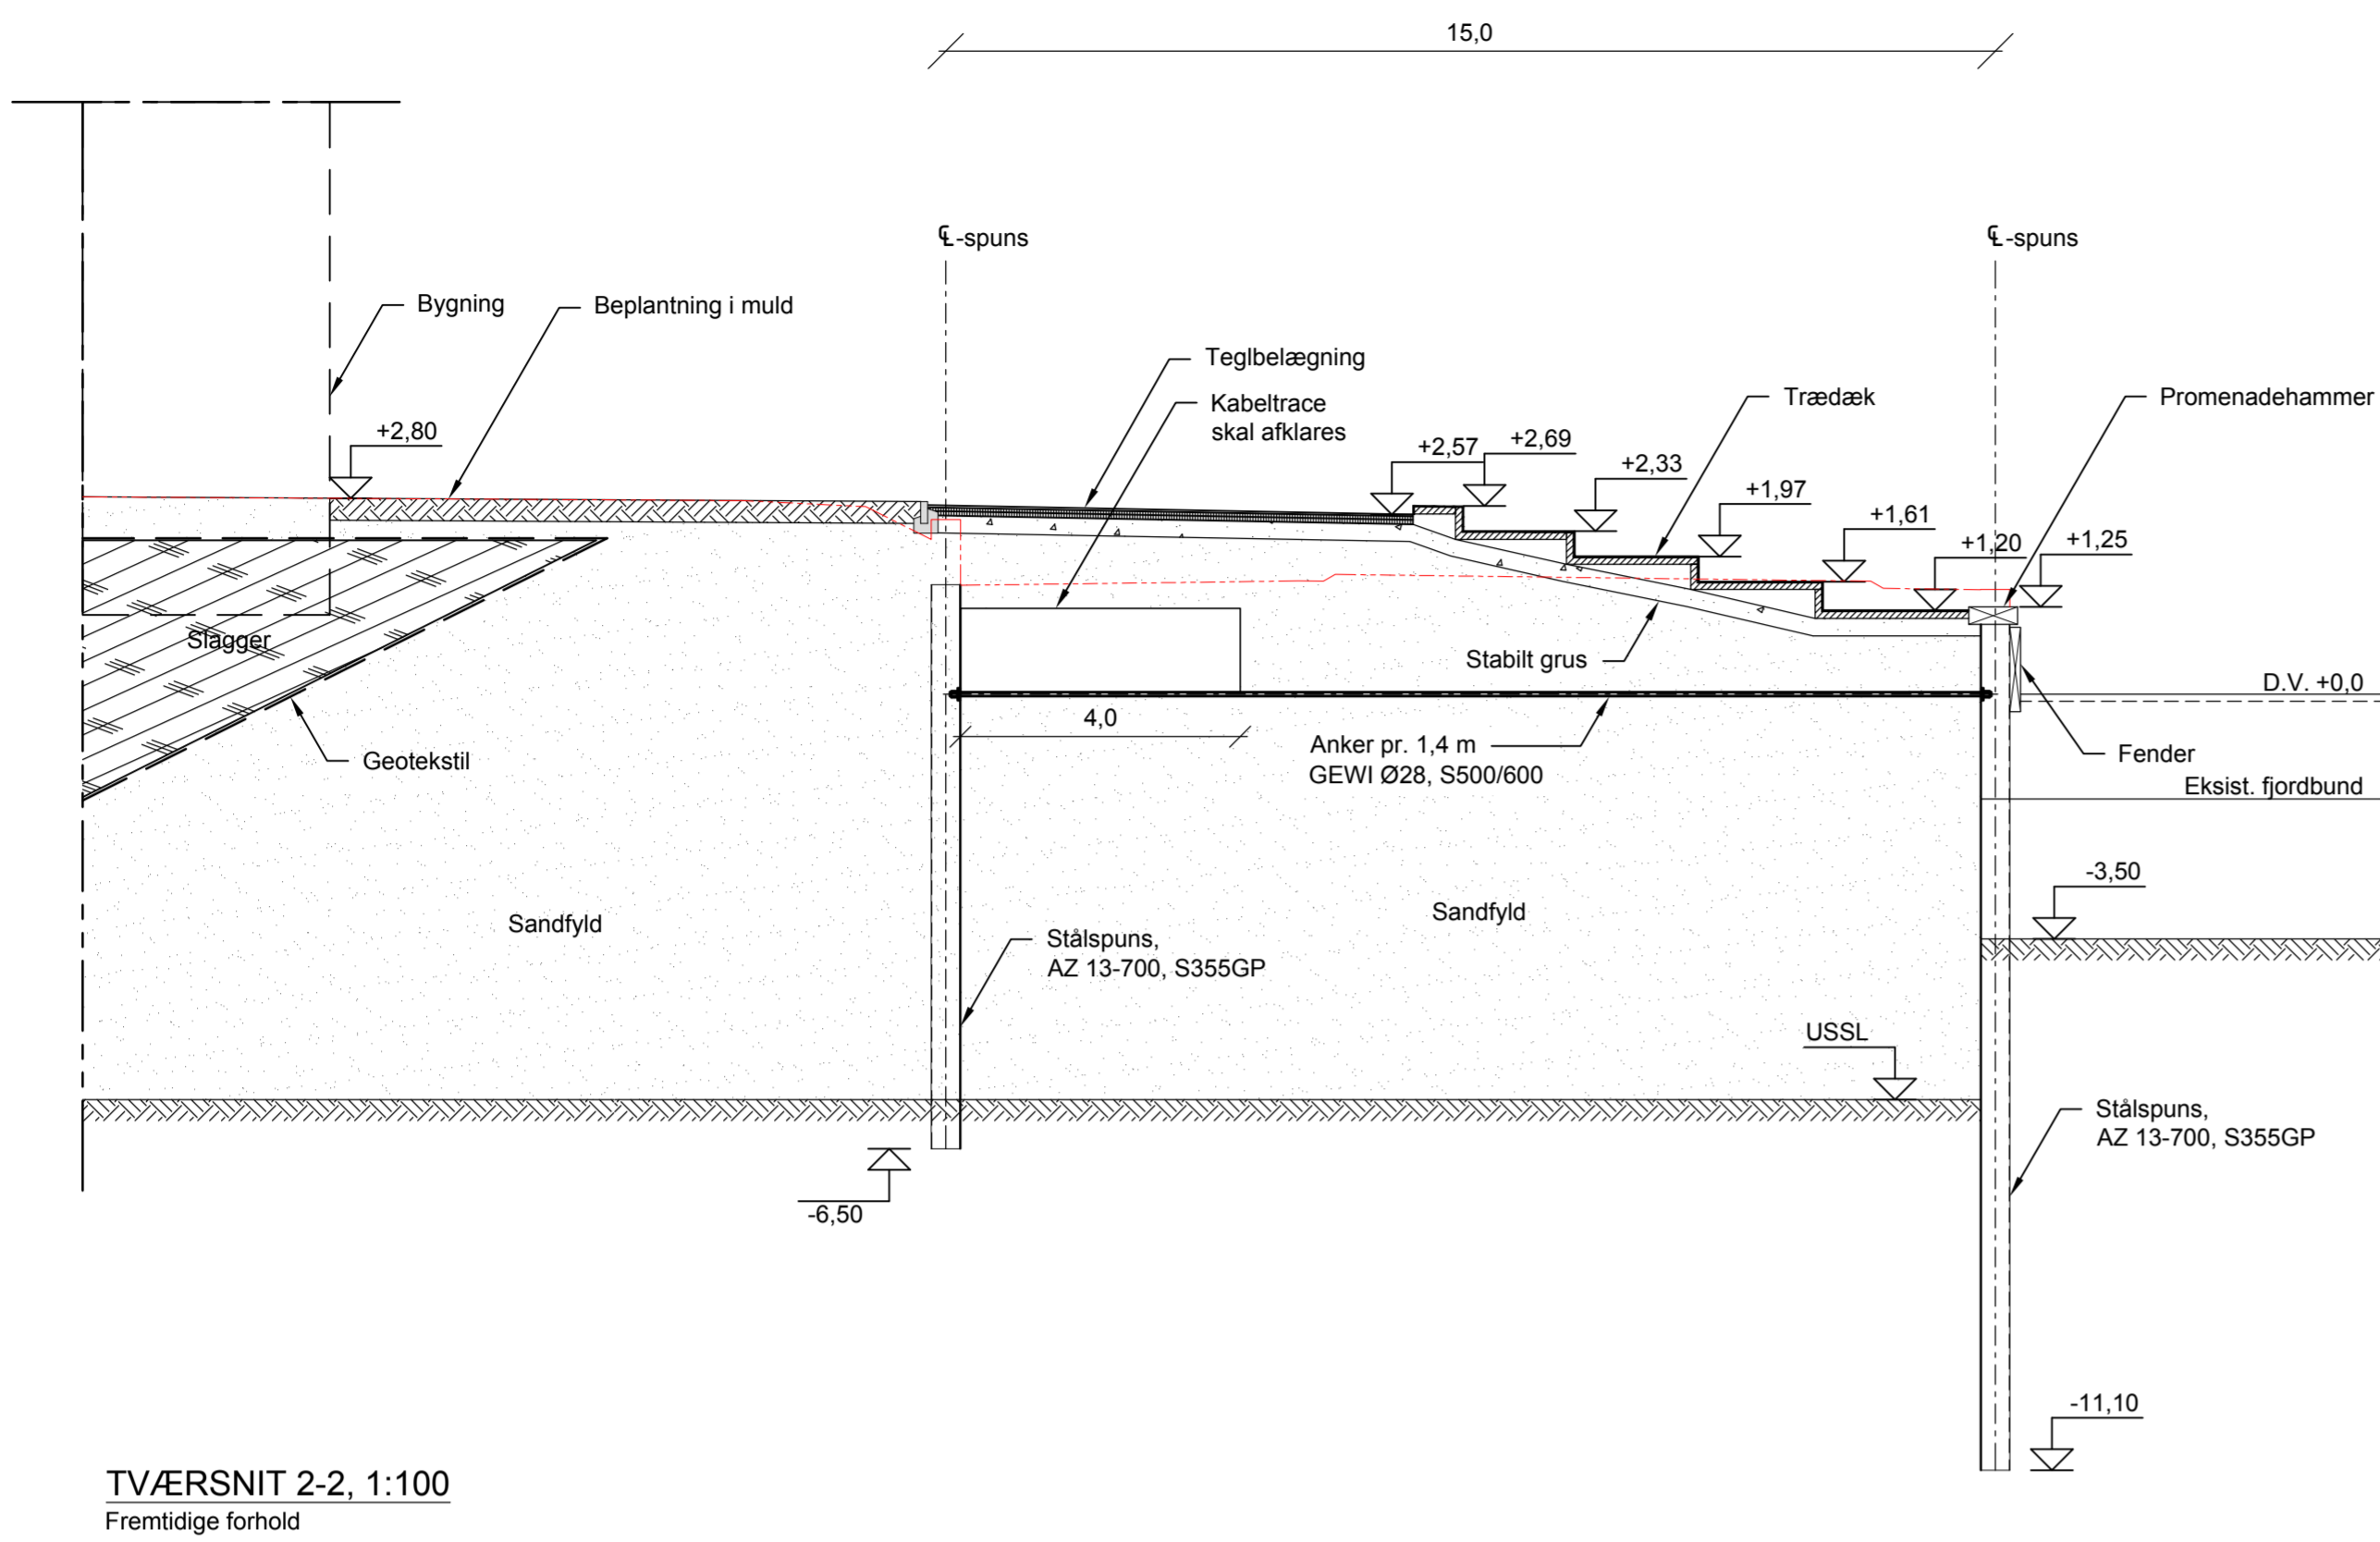 15,0
℄-spuns
℄-spuns
Bygning
Beplantning i muld
Teglbelægning
Kabeltrace
skal afklares
Trædæk
Promenadehammer
+2,80
+2,57
+2,69
+2,33
+1,97
+1,61
+1,20
+1,25
Slagger
Stabilt grus
D.V. +0,0
4,0
Anker pr. 1,4 m
GEWI Ø28, S500/600
Geotekstil
Fender
Eksist. fjordbund
-3,50
Sandfyld
Sandfyld
Stålspuns,
AZ 13-700, S355GP
USSL
Stålspuns,
AZ 13-700, S355GP
-6,50
-11,10
TVÆRSNIT 2-2, 1:100
Fremtidige forhold